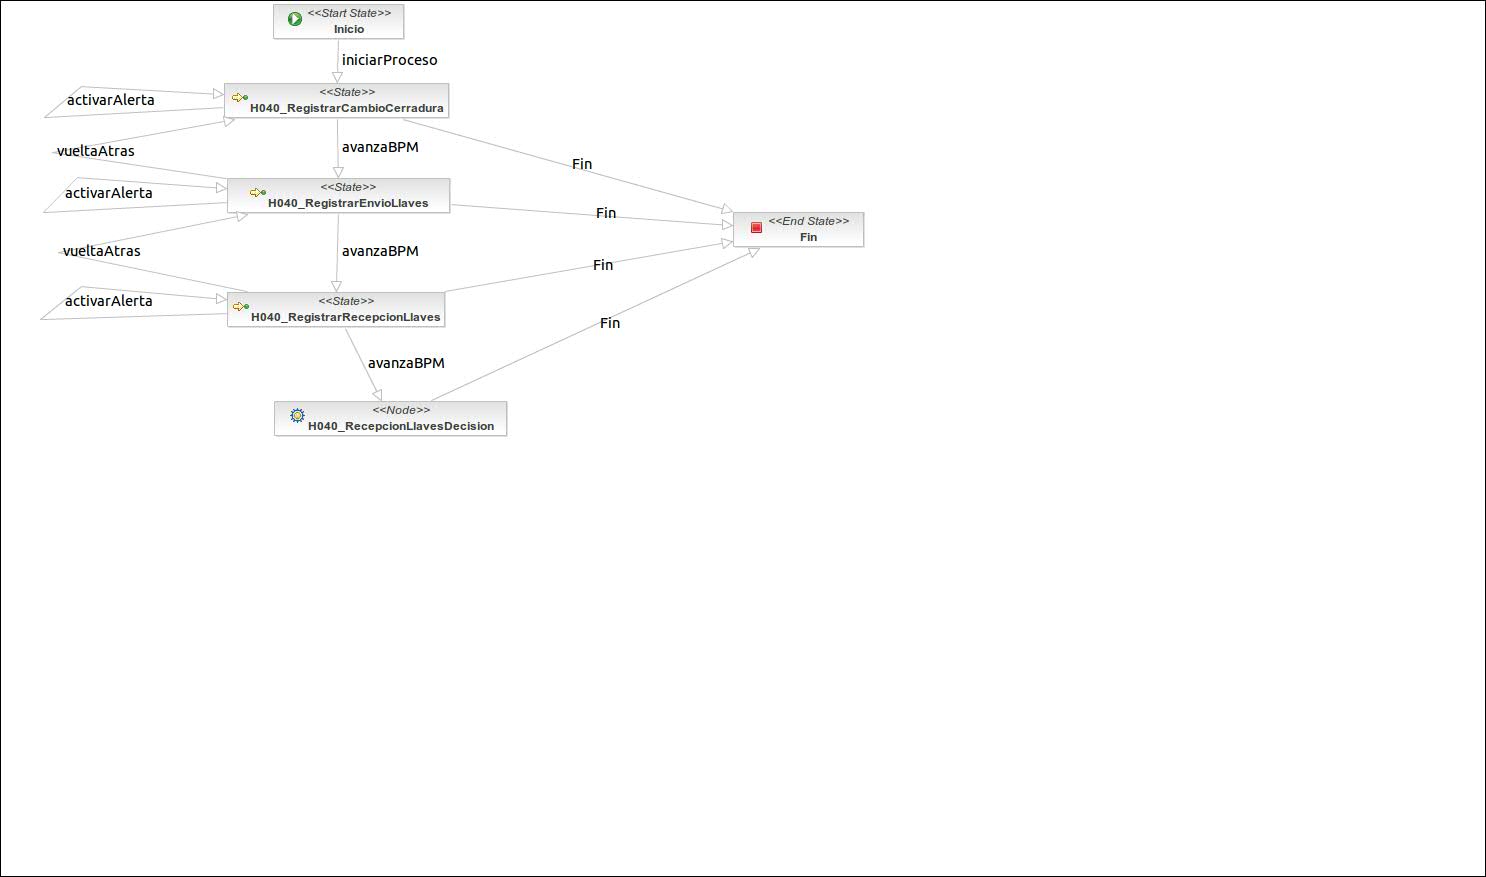 <<Start State>>
Inicio
iniciarProceso
<<State>>
H040_RegistrarCambioCerradura
activarAlerta
avanzaBPM
vueltaAtras
Fin
<<State>>
H040_RegistrarEnvioLlaves
activarAlerta
Fin
<<End State>>
Fin
vueltaAtras
avanzaBPM
Fin
<<State>>
H040_RegistrarRecepcionLlaves
activarAlerta
Fin
avanzaBPM
<<Node>>
H040_RecepcionLlavesDecision